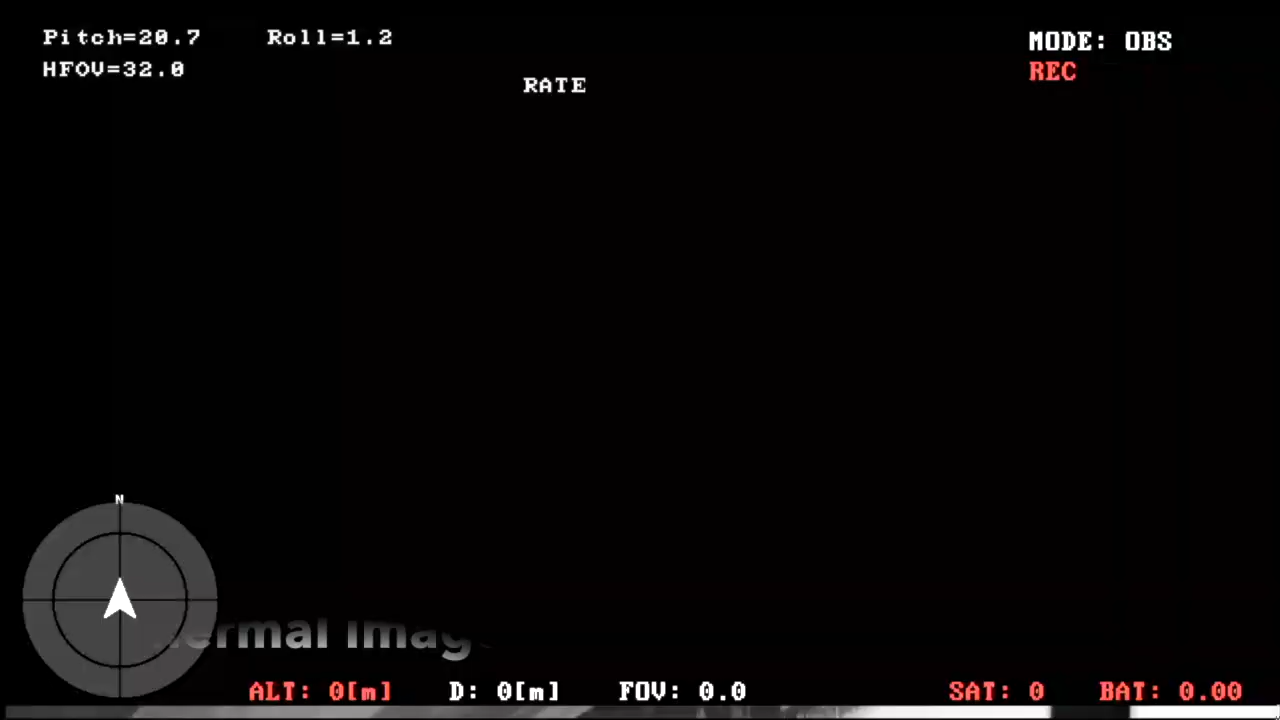 Pitch=20.7 Roll=1.2 MODE: OBS
HFOV=32.0 REC
RATE
N
ALT: 0[m] D: 0[m] FOV: 0.0 SAT: 0 BAT: 0.00